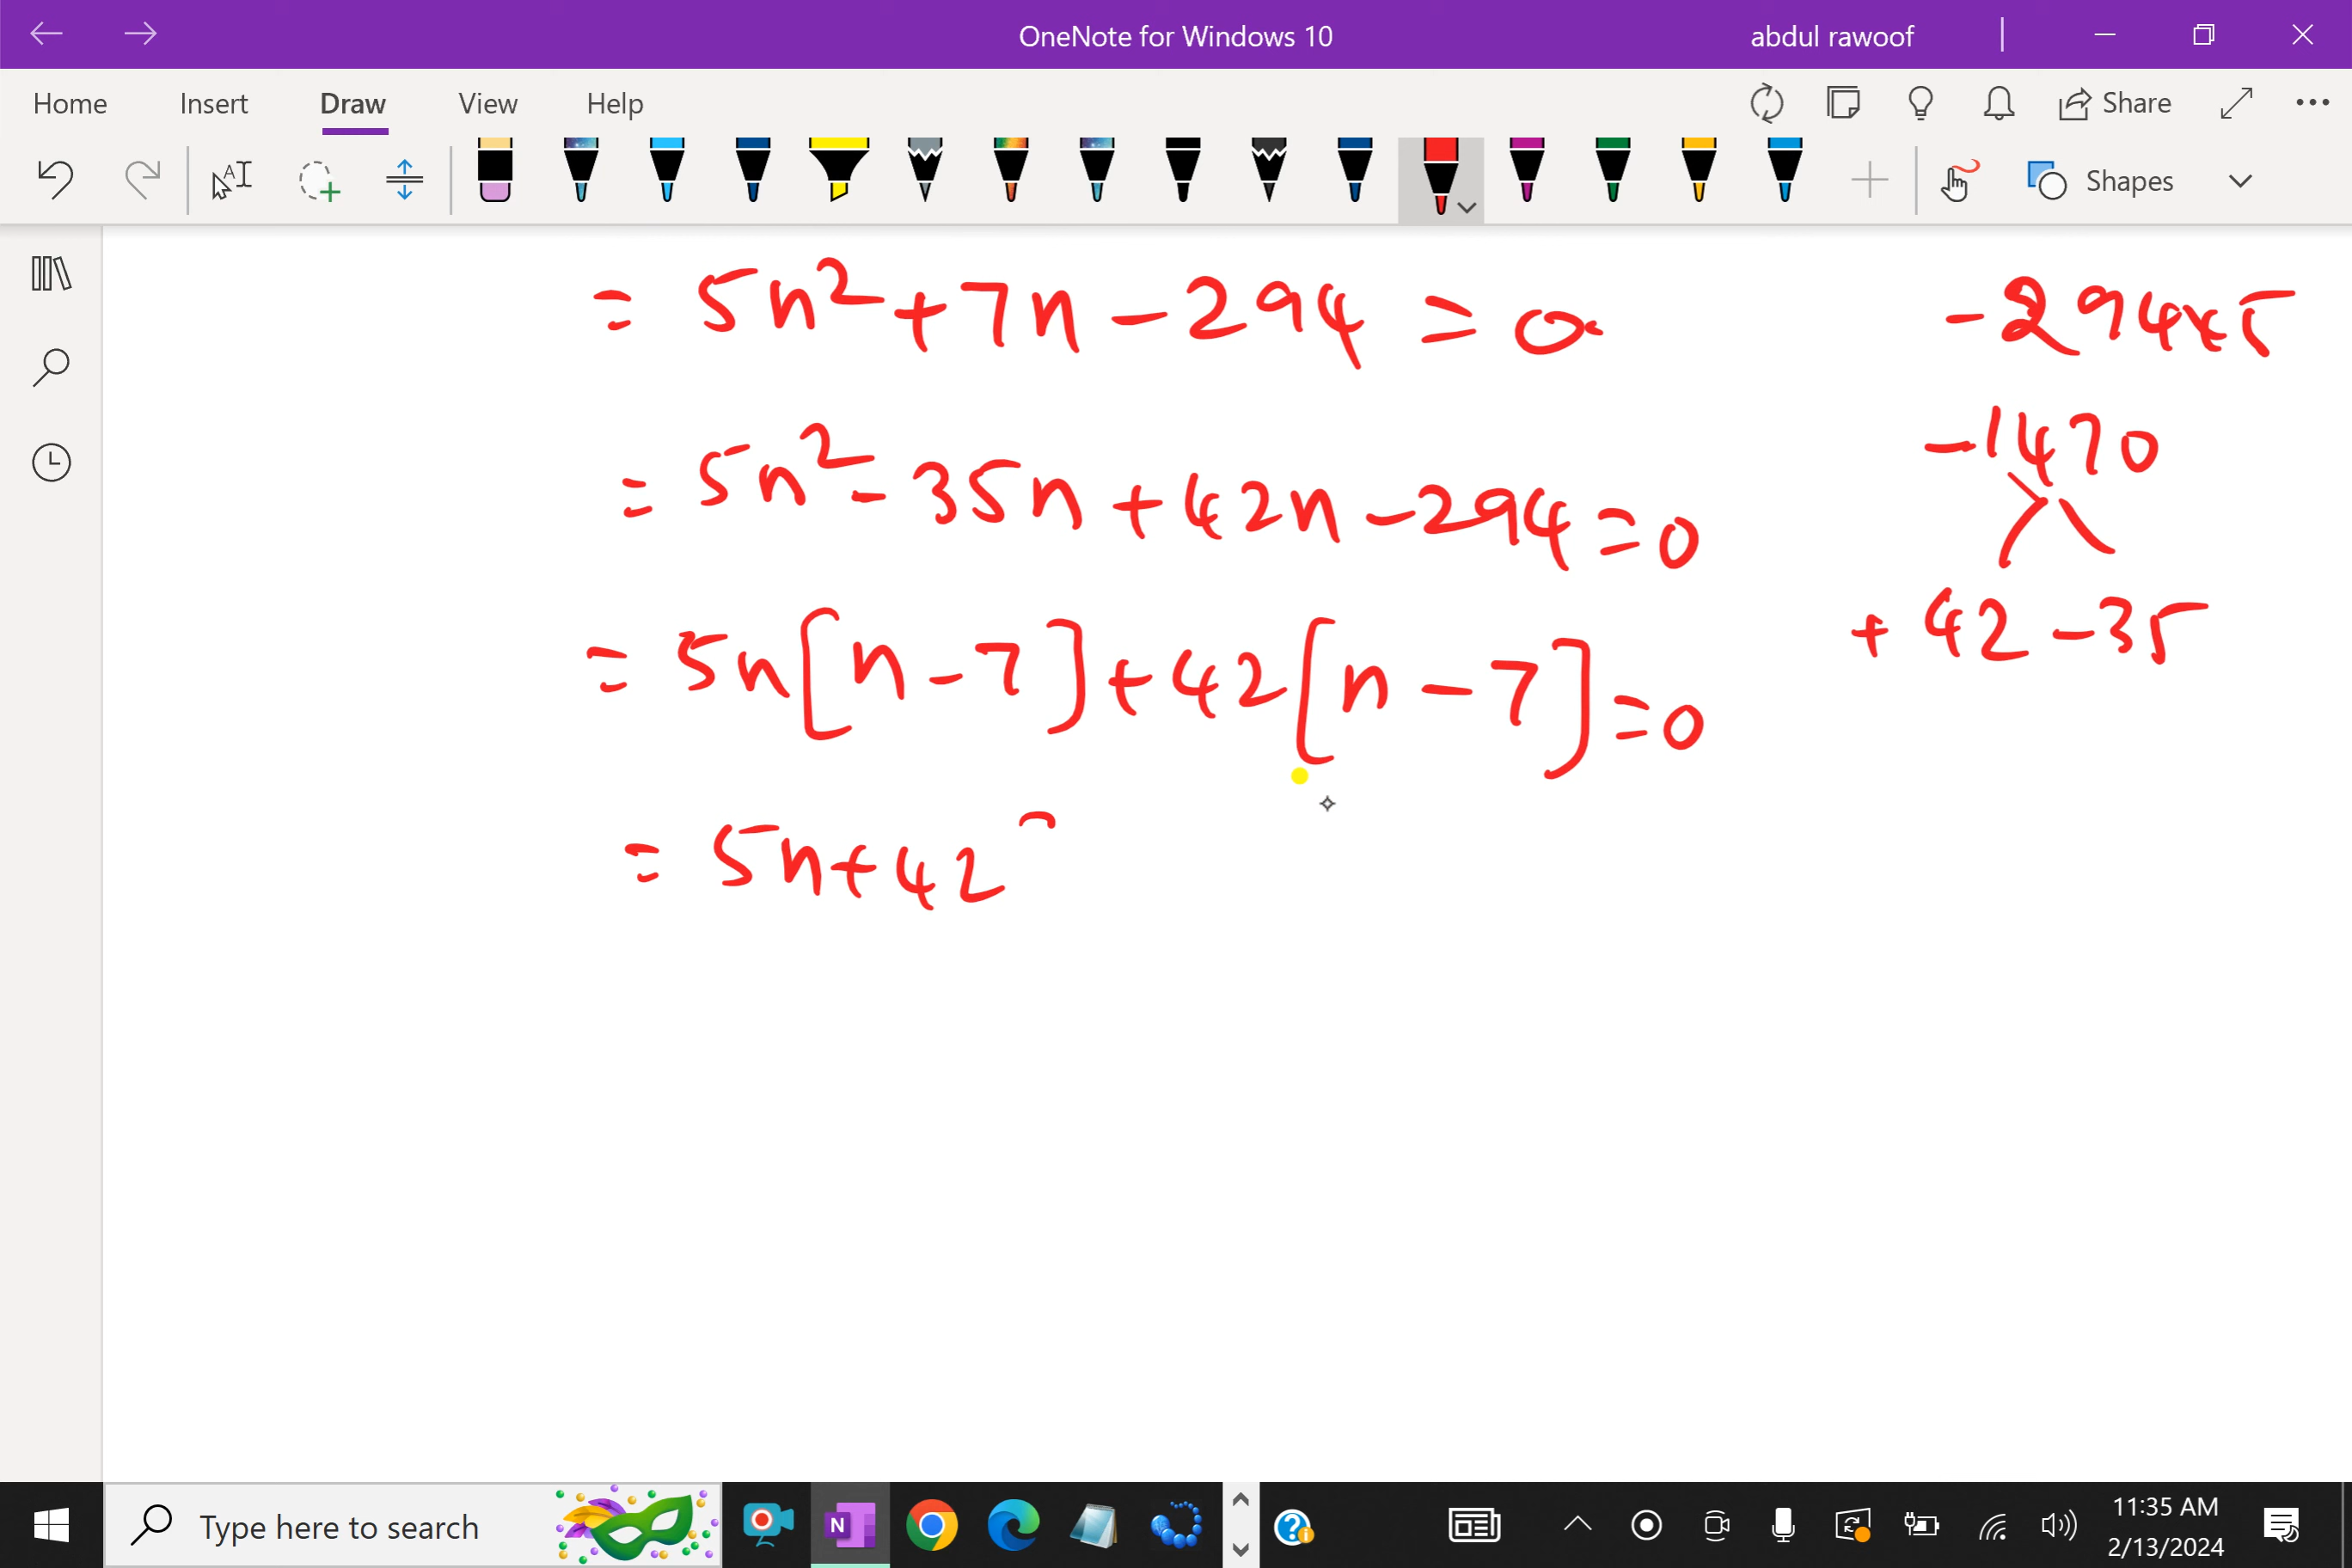 OneNote for Windows 10
abdul rawoof
Home Insert Draw View Help
Share
Shapes
= 5n² + 7n - 294 = 0
-294×5
= 5n² - 35n + 42n - 294 = 0
-1470
= 5n[n - 7] + 42[n - 7] = 0
+42 -35
= 5n + 42
Type here to search
11:35 AM
2/13/2024